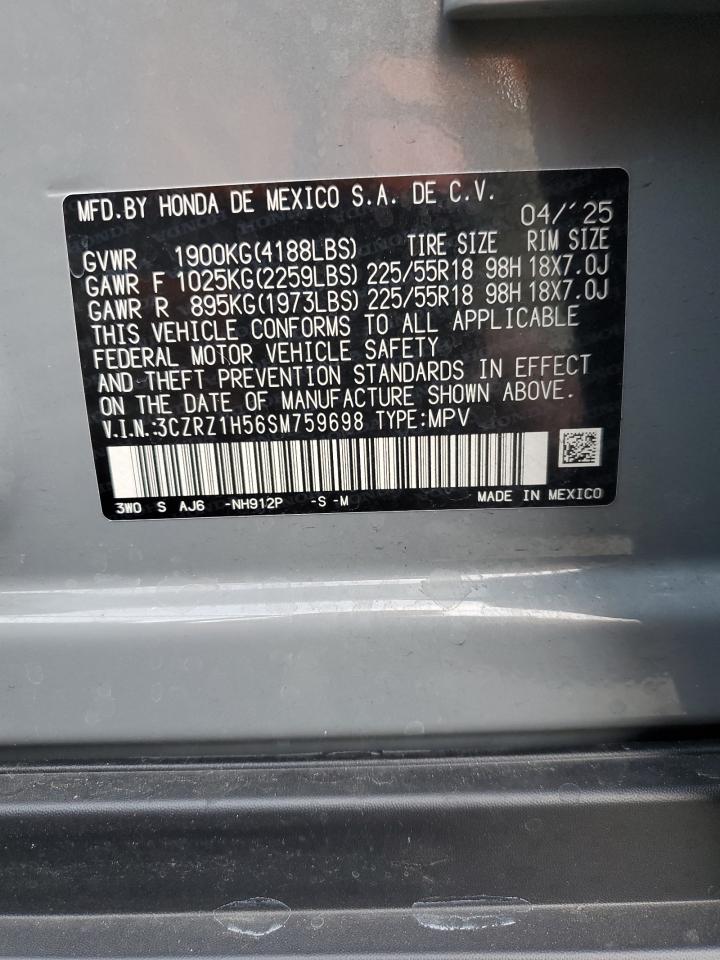 MFD.BY HONDA DE MEXICO S.A. DE C.V. 04/'25
GVWR 1900KG(4188LBS) TIRE SIZE RIM SIZE
GAWR F 1025KG(2259LBS) 225/55R18 98H 18X7.0J
GAWR R 895KG(1973LBS) 225/55R18 98H 18X7.0J
THIS VEHICLE CONFORMS TO ALL APPLICABLE
FEDERAL MOTOR VEHICLE SAFETY
AND THEFT PREVENTION STANDARDS IN EFFECT
ON THE DATE OF MANUFACTURE SHOWN ABOVE.
V.I.N.:3CZRZ1H56SM759698 TYPE:MPV
3W0 S AJ6 -NH912P -S -M MADE IN MEXICO